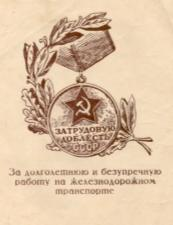 ЗА ТРУДОВУЮ
ДОБЛЕСТЬ
СССР
За долголетнюю и безупречную
работу на железнодорожном
транспорте